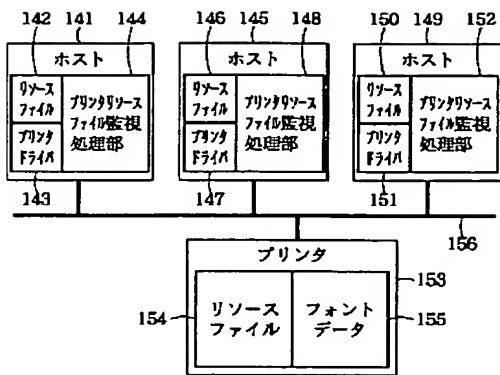 142 141 144
ホスト
リソース
ファイル
プリンタ
ドライバ
プリンタリソース
ファイル監視
処理部
143
146 145 148
ホスト
リソース
ファイル
プリンタ
ドライバ
プリンタリソース
ファイル監視
処理部
147
150 149 152
ホスト
リソース
ファイル
プリンタ
ドライバ
プリンタリソース
ファイル監視
処理部
151
156
プリンタ
153
154
リソース
ファイル
フォント
データ
155